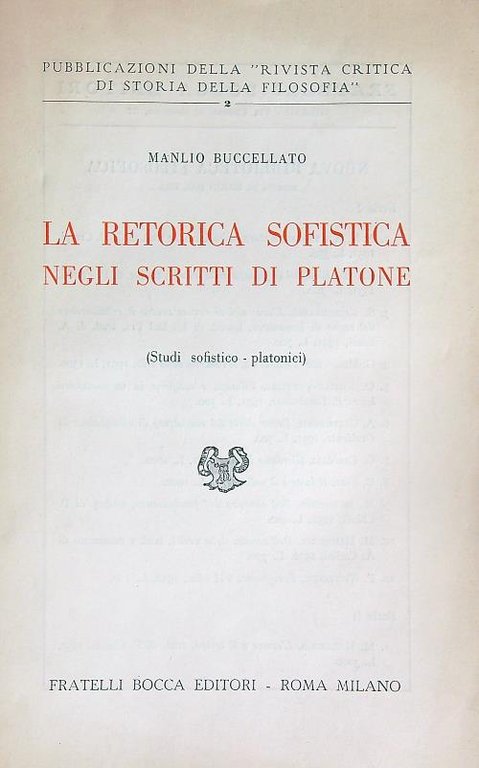 PUBBLICAZIONI DELLA "RIVISTA CRITICA
DI STORIA DELLA FILOSOFIA"
2
MANLIO BUCCELLATO
LA RETORICA SOFISTICA
NEGLI SCRITTI DI PLATONE
(Studi sofistico - platonici)
FRATELLI BOCCA EDITORI - ROMA MILANO